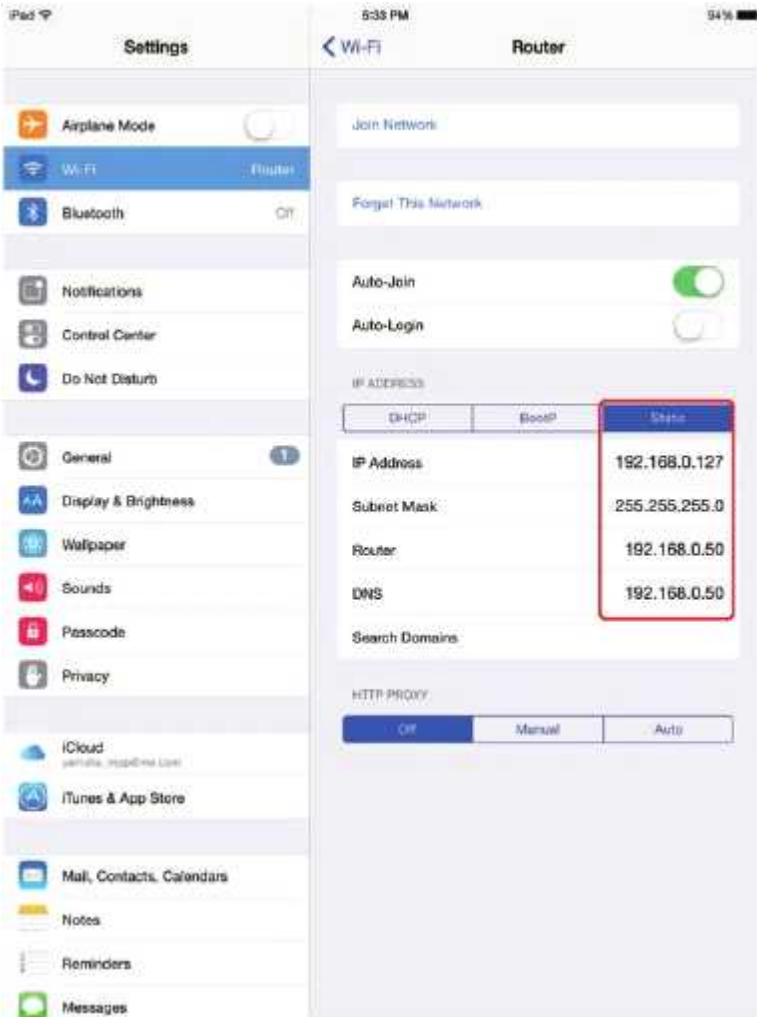 iPad
5:33 PM
94%
Settings
Wi-Fi
Router
Airplane Mode
Wi-Fi
Router
Bluetooth
Off
Notifications
Control Center
Do Not Disturb
General
1
Display & Brightness
Wallpaper
Sounds
Passcode
Privacy
iCloud
iTunes & App Store
Mail, Contacts, Calendars
Notes
Reminders
Messages
Join Network
Forget This Network
Auto-Join
Auto-Login
IP ADDRESS
DHCP
BootP
Static
IP Address
192.168.0.127
Subnet Mask
255.255.255.0
Router
192.168.0.50
DNS
192.168.0.50
Search Domains
HTTP PROXY
Off
Manual
Auto